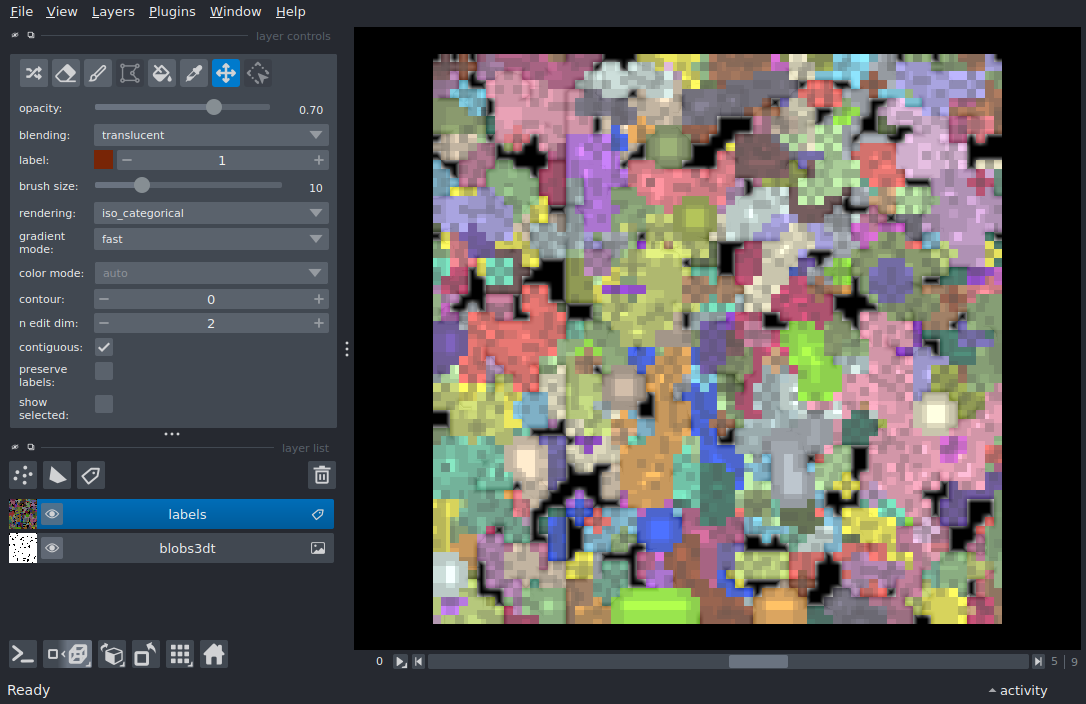 File View Layers Plugins Window Help
layer controls
opacity: 0.70
blending: translucent
label: − 1 +
brush size: 10
rendering: iso_categorical
gradient
mode: fast
color mode: auto
contour: − 0 +
n edit dim: − 2 +
contiguous:
preserve
labels:
show
selected:
layer list
labels
blobs3dt
0 5 | 9
Ready activity